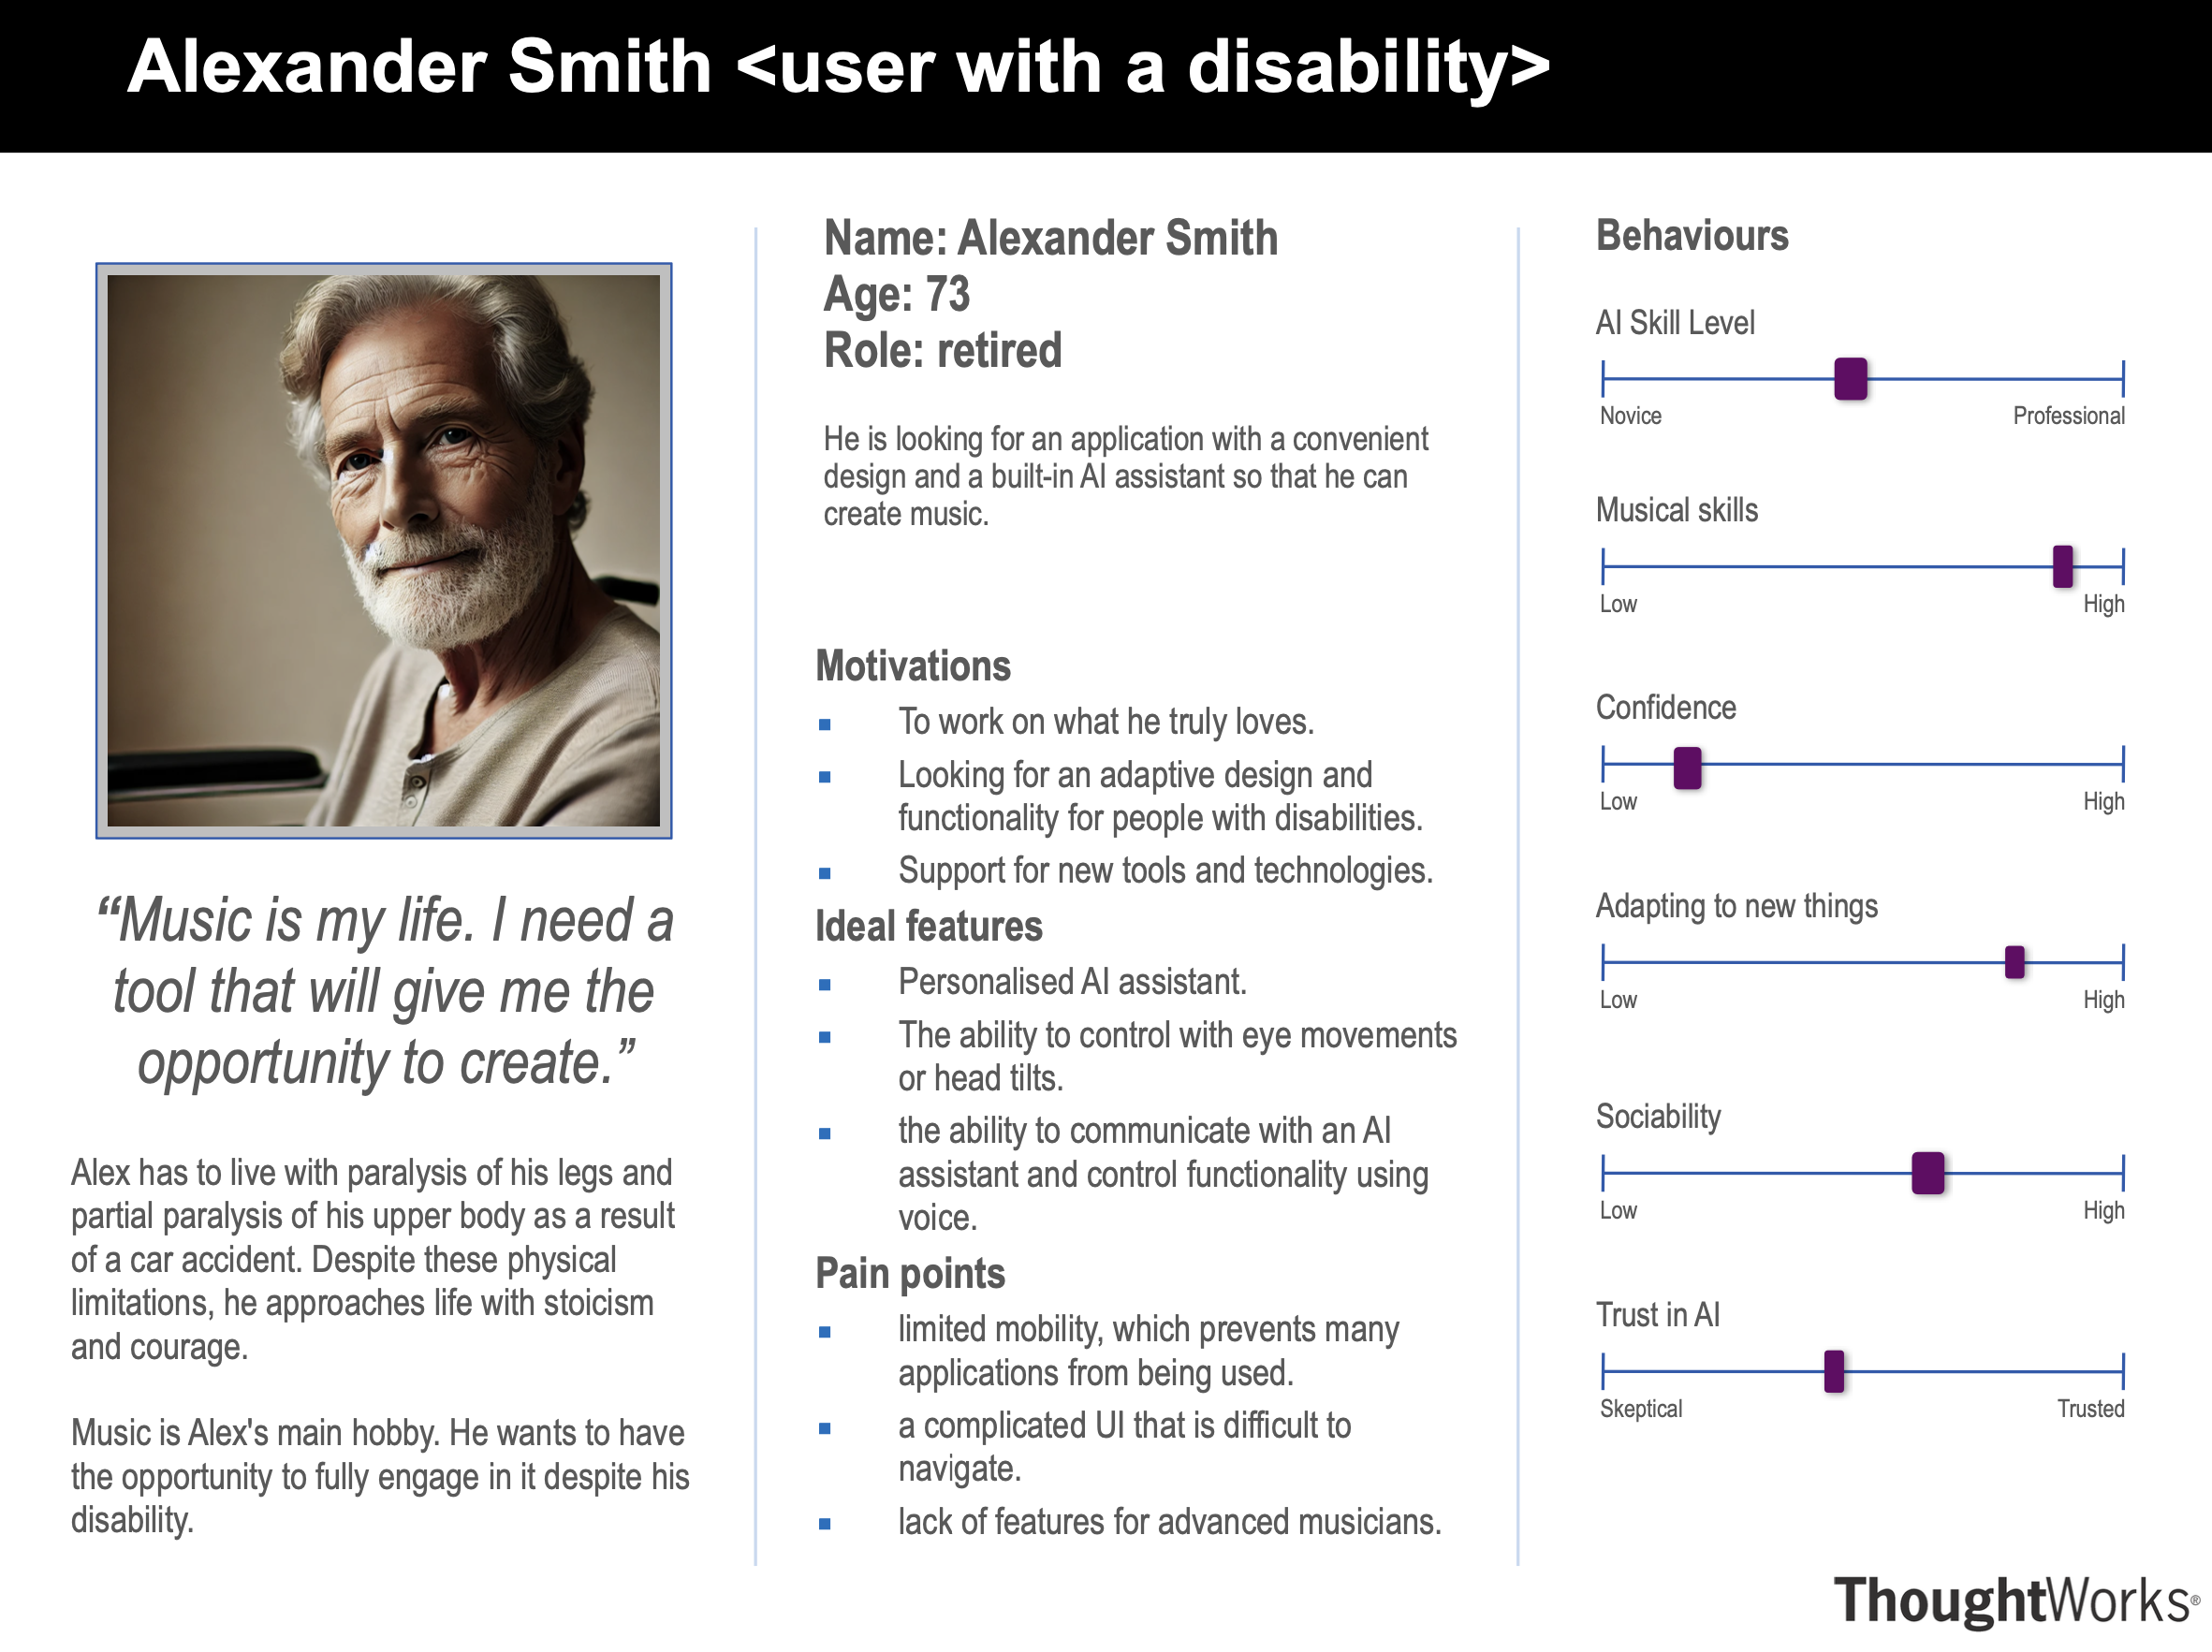 Alexander Smith <user with a disability>
“Music is my life. I need a
tool that will give me the
opportunity to create.”
Alex has to live with paralysis of his legs and
partial paralysis of his upper body as a result
of a car accident. Despite these physical
limitations, he approaches life with stoicism
and courage.
Music is Alex's main hobby. He wants to have
the opportunity to fully engage in it despite his
disability.
Name: Alexander Smith
Age: 73
Role: retired
He is looking for an application with a convenient
design and a built-in AI assistant so that he can
create music.
Motivations
To work on what he truly loves.
Looking for an adaptive design and
functionality for people with disabilities.
Support for new tools and technologies.
Ideal features
Personalised AI assistant.
The ability to control with eye movements
or head tilts.
the ability to communicate with an AI
assistant and control functionality using
voice.
Pain points
limited mobility, which prevents many
applications from being used.
a complicated UI that is difficult to
navigate.
lack of features for advanced musicians.
Behaviours
AI Skill Level
Novice Professional
Musical skills
Low High
Confidence
Low High
Adapting to new things
Low High
Sociability
Low High
Trust in AI
Skeptical Trusted
ThoughtWorks®